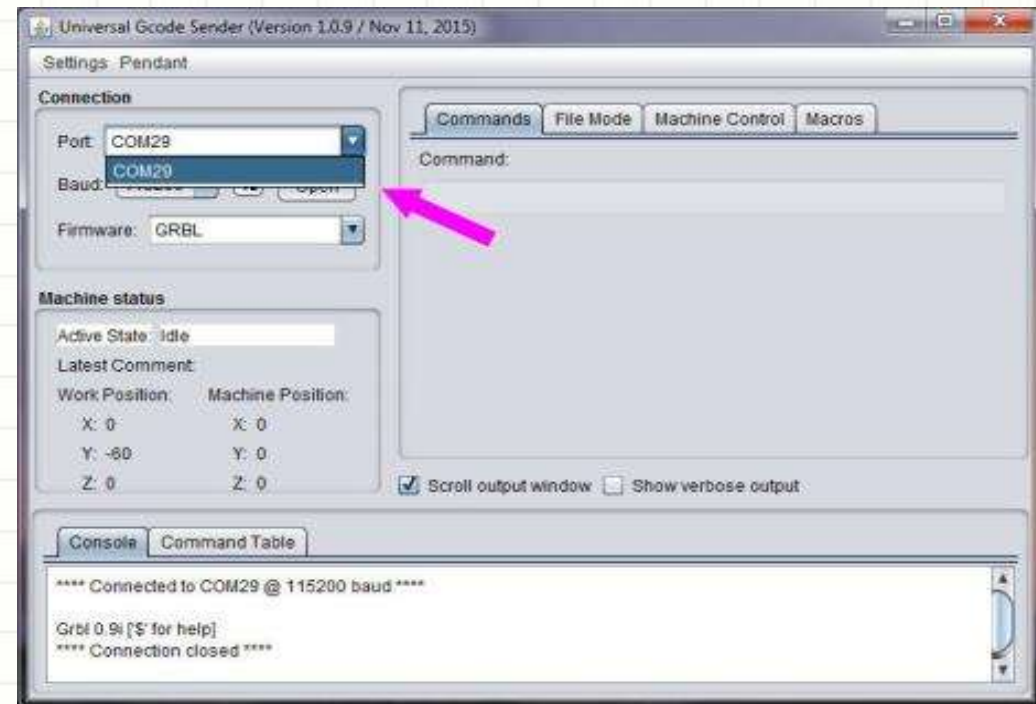 Universal Gcode Sender (Version 1.0.9 / Nov 11, 2015)
Settings Pendant
Connection
Port: COM29
COM29
Baud:
Open
Firmware: GRBL
Commands File Mode Machine Control Macros
Command:
Machine status
Active State: Idle
Latest Comment:
Work Position: Machine Position:
X: 0 X: 0
Y: -60 Y: 0
Z: 0 Z: 0
Scroll output window Show verbose output
Console Command Table
**** Connected to COM29 @ 115200 baud ****
Grbl 0.9i ['$' for help]
**** Connection closed ****